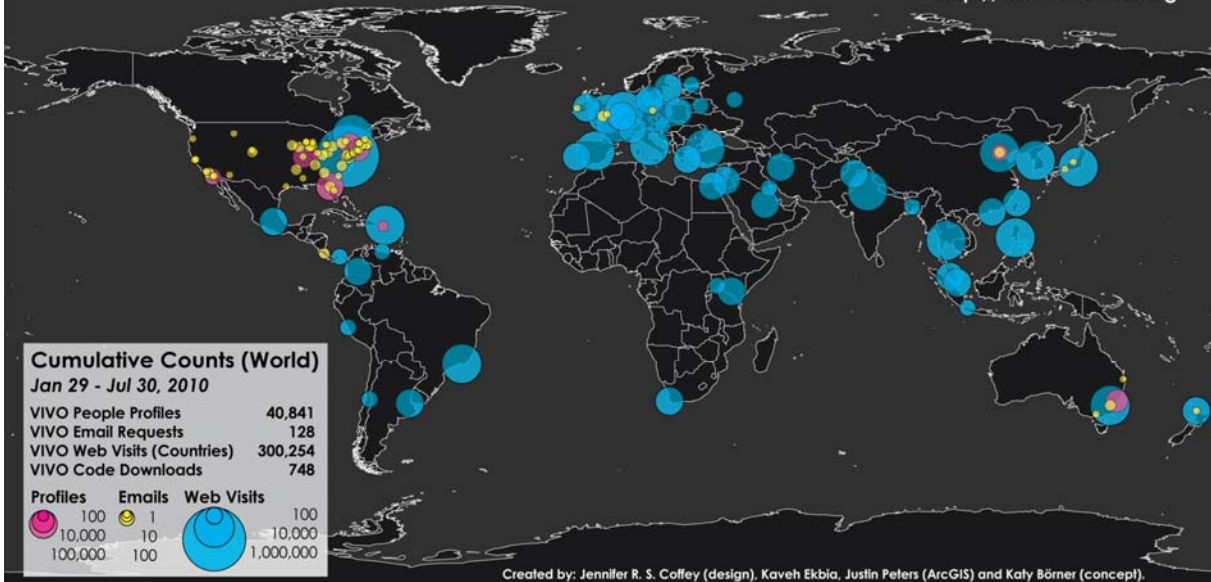 Cumulative Counts (World)
Jan 29 - Jul 30, 2010
VIVO People Profiles 40,841
VIVO Email Requests 128
VIVO Web Visits (Countries) 300,254
VIVO Code Downloads 748
Profiles Emails Web Visits
100 1 100
10,000 10 10,000
100,000 100 1,000,000
Created by: Jennifer R. S. Coffey (design), Kaveh Ekbia, Justin Peters (ArcGIS) and Katy Börner (concept).